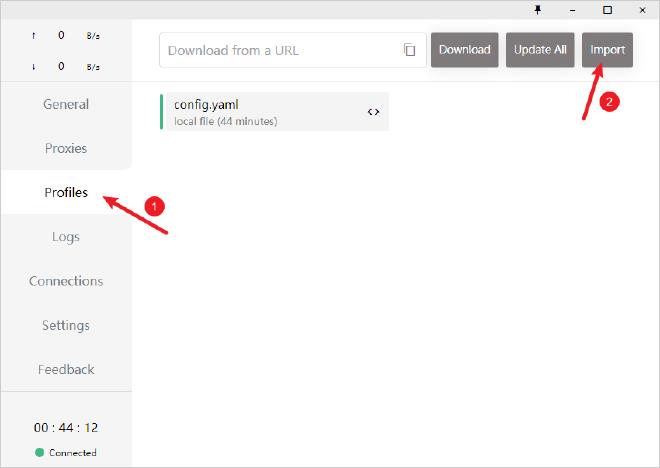 ↑ 0 B/s
↓ 0 B/s
Download from a URL
Download
Update All
Import
2
General
Proxies
Profiles
Logs
Connections
Settings
Feedback
config.yaml
local file (44 minutes)
<>
1
00 : 44 : 12
Connected